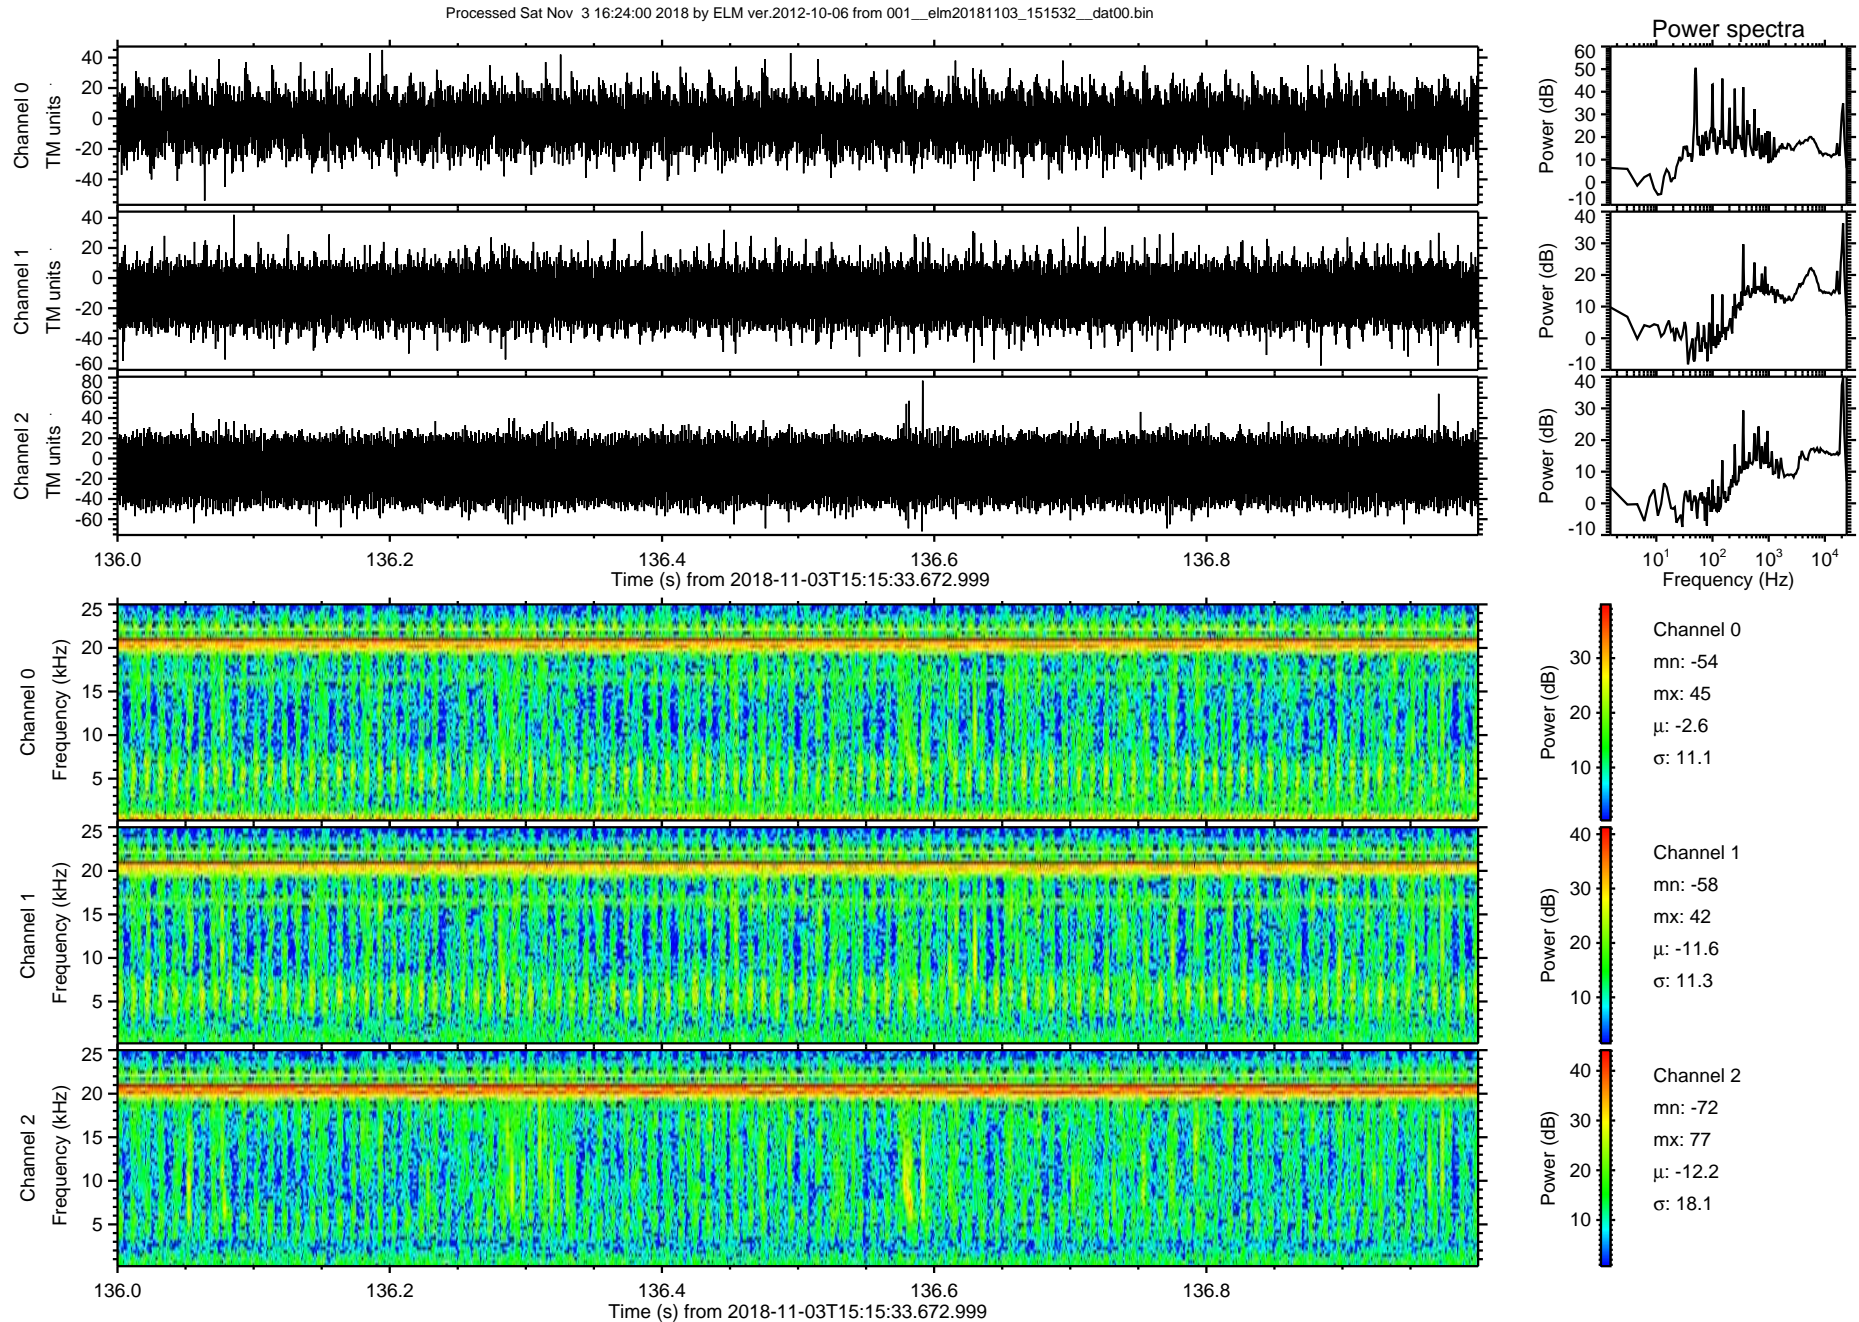 Processed Sat Nov 3 16:24:00 2018 by ELM ver.2012-10-06 from 001__elm20181103_151532__dat00.bin
Power spectra
Channel 0
TM units
40
20
0
-20
-40
Power (dB)
60
50
40
30
20
10
0
-10
Channel 1
TM units
40
20
0
-20
-40
-60
Power (dB)
40
30
20
10
0
-10
Channel 2
TM units
80
60
40
20
0
-20
-40
-60
Power (dB)
40
30
20
10
0
-10
136.0 136.2 136.4 136.6 136.8
Time (s) from 2018-11-03T15:15:33.672.999
10^1 10^2 10^3 10^4
Frequency (Hz)
Channel 0
Frequency (kHz)
25
20
15
10
5
Power (dB)
30
20
10
Channel 0
mn: -54
mx: 45
μ: -2.6
σ: 11.1
Channel 1
Frequency (kHz)
25
20
15
10
5
Power (dB)
40
30
20
10
Channel 1
mn: -58
mx: 42
μ: -11.6
σ: 11.3
Channel 2
Frequency (kHz)
25
20
15
10
5
Power (dB)
40
30
20
10
Channel 2
mn: -72
mx: 77
μ: -12.2
σ: 18.1
136.0 136.2 136.4 136.6 136.8
Time (s) from 2018-11-03T15:15:33.672.999